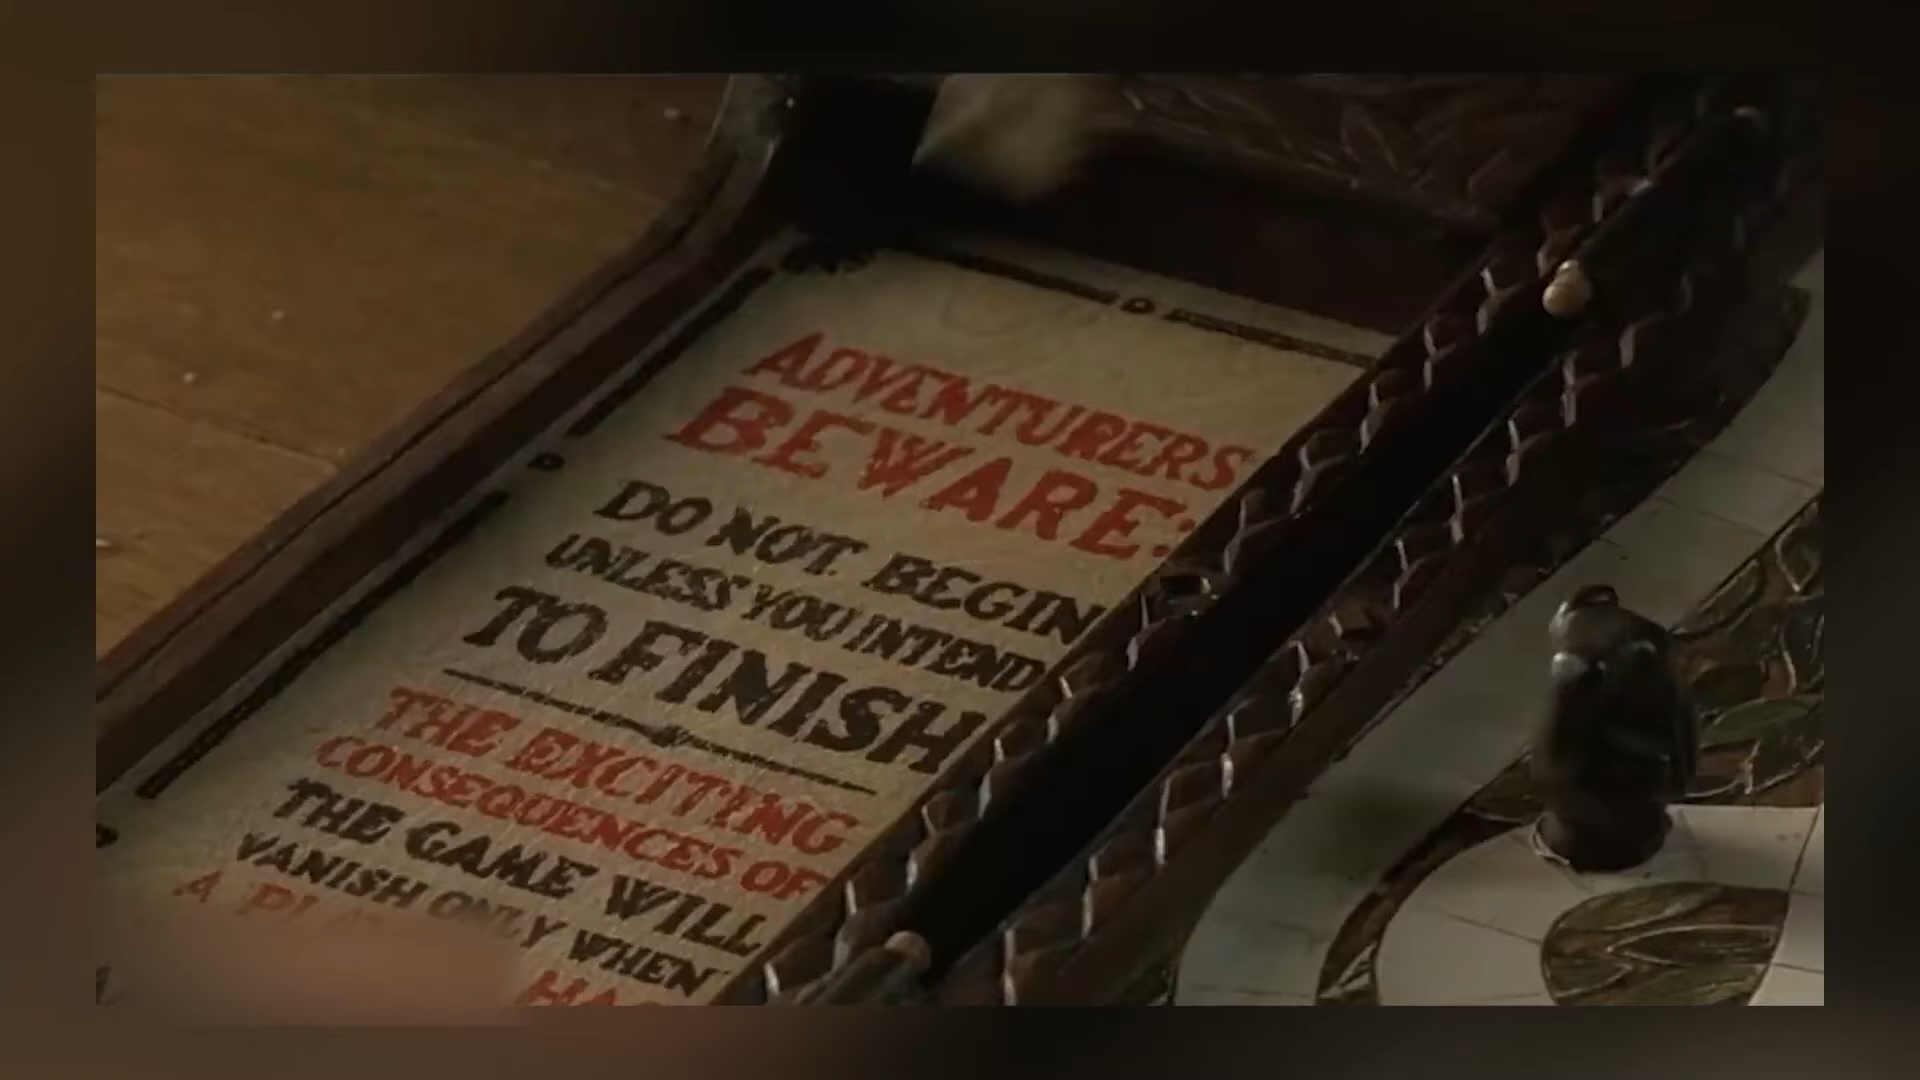 ADVENTURERS
BEWARE:
DO NOT BEGIN
UNLESS YOU INTEND
TO FINISH
THE EXCITING
CONSEQUENCES OF
THE GAME WILL
VANISH ONLY WHEN
A